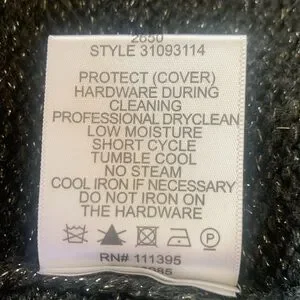 2650
STYLE 31093114
PROTECT (COVER)
HARDWARE DURING
CLEANING
PROFESSIONAL DRYCLEAN
LOW MOISTURE
SHORT CYCLE
TUMBLE COOL
NO STEAM
COOL IRON IF NECESSARY
DO NOT IRON ON
THE HARDWARE
P
RN# 111395